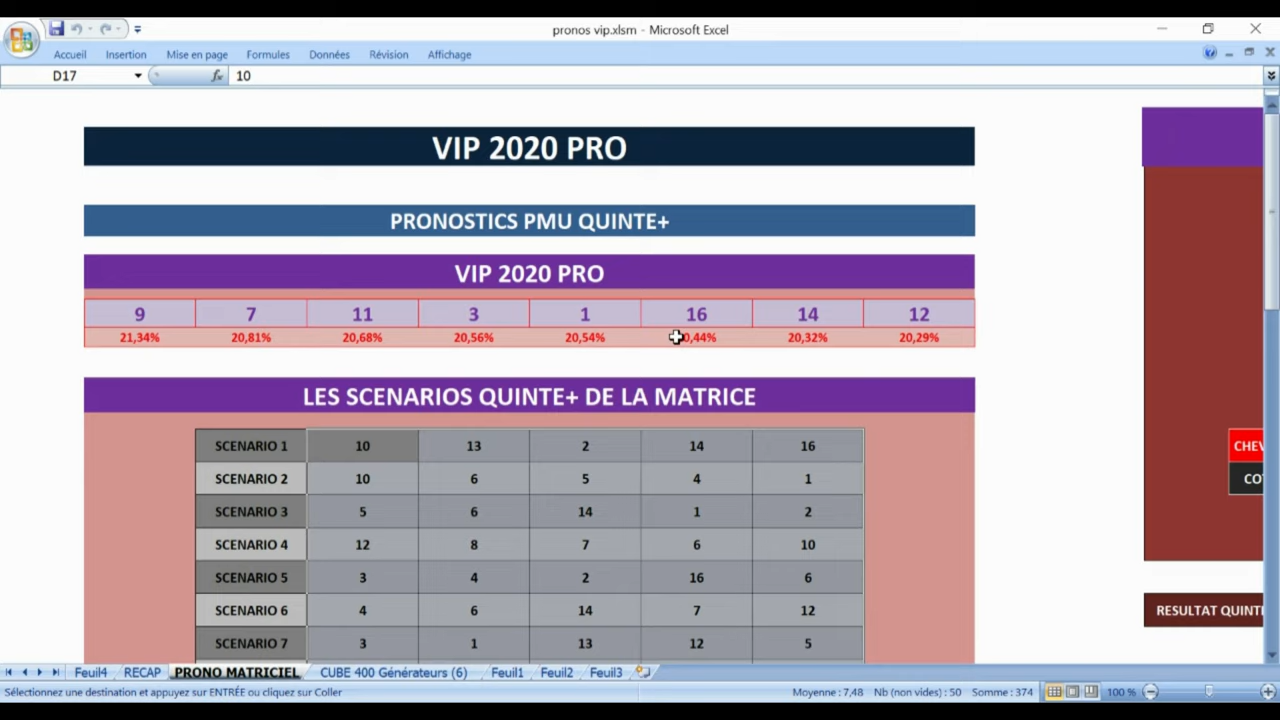 pronos vip.xlsm - Microsoft Excel
Accueil Insertion Mise en page Formules Données Révision Affichage
D17 fx 10
VIP 2020 PRO
PRONOSTICS PMU QUINTE+
VIP 2020 PRO
9 7 11 3 1 16 14 12
21,34% 20,81% 20,68% 20,56% 20,54% 0,44% 20,32% 20,29%
LES SCENARIOS QUINTE+ DE LA MATRICE
SCENARIO 1 10 13 2 14 16
SCENARIO 2 10 6 5 4 1
SCENARIO 3 5 6 14 1 2
SCENARIO 4 12 8 7 6 10
SCENARIO 5 3 4 2 16 6
SCENARIO 6 4 6 14 7 12
SCENARIO 7 3 1 13 12 5
CHEV
CO
RESULTAT QUINT
Feuil4 RECAP PRONO MATRICIEL CUBE 400 Générateurs (6) Feuil1 Feuil2 Feuil3
Sélectionnez une destination et appuyez sur ENTRÉE ou cliquez sur Coller Moyenne : 7,48 Nb (non vides) : 50 Somme : 374 100 %